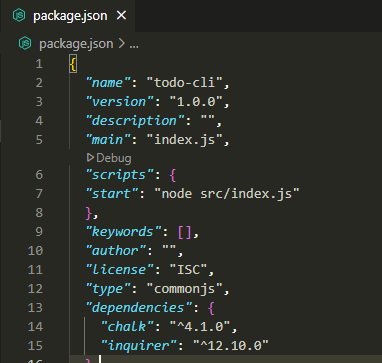 package.json ×
package.json > ...
1 {
2 "name": "todo-cli",
3 "version": "1.0.0",
4 "description": "",
5 "main": "index.js",
Debug
6 "scripts": {
7 "start": "node src/index.js"
8 },
9 "keywords": [],
10 "author": "",
11 "license": "ISC",
12 "type": "commonjs",
13 "dependencies": {
14 "chalk": "^4.1.0",
15 "inquirer": "^12.10.0"
16 }